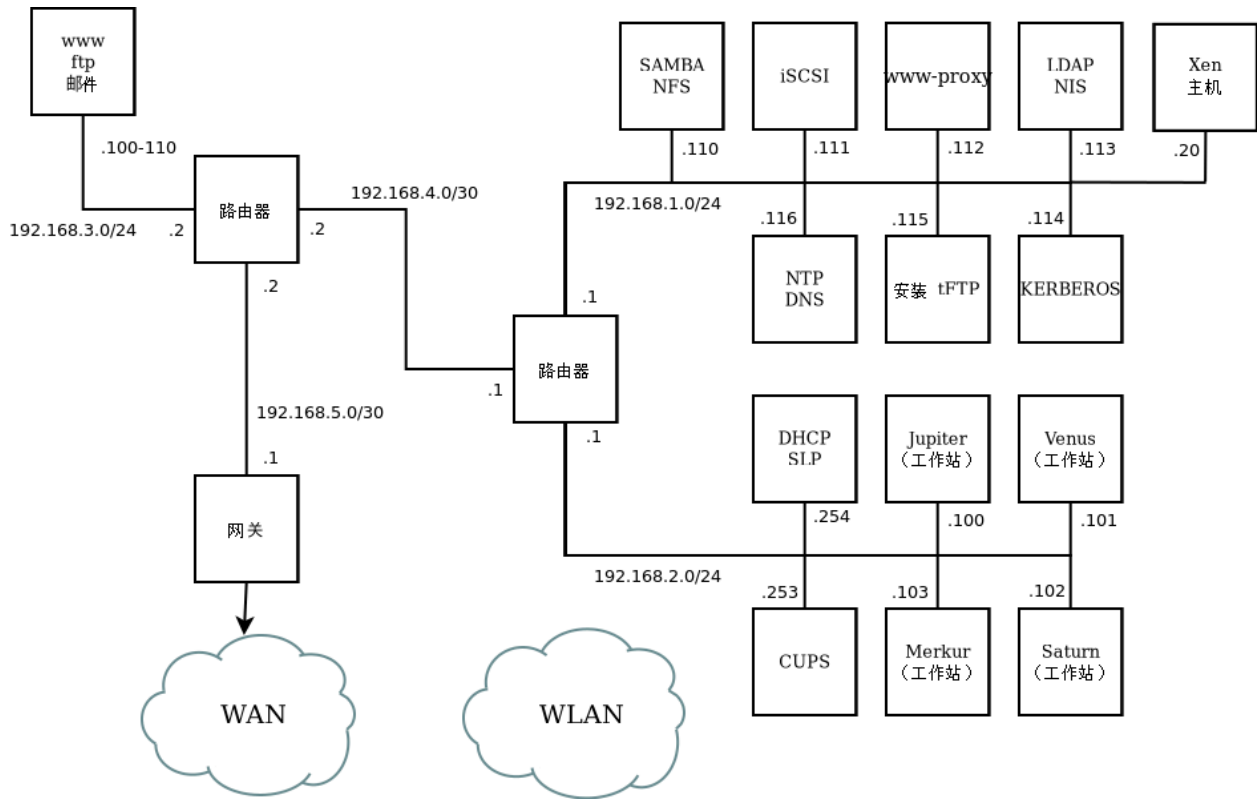 www
ftp
邮件
.100-110
192.168.3.0/24
.2
路由器
192.168.4.0/30
.2
.2
192.168.5.0/30
.1
网关
WAN
WLAN
SAMBA
NFS
iSCSI
www-proxy
LDAP
NIS
Xen
主机
.110
.111
.112
.113
.20
192.168.1.0/24
.116
.115
.114
NTP
DNS
安装 tFTP
KERBEROS
.1
路由器
.1
.1
DHCP
SLP
Jupiter
（工作站）
Venus
（工作站）
.254
.100
.101
192.168.2.0/24
.253
.103
.102
CUPS
Merkur
（工作站）
Saturn
（工作站）